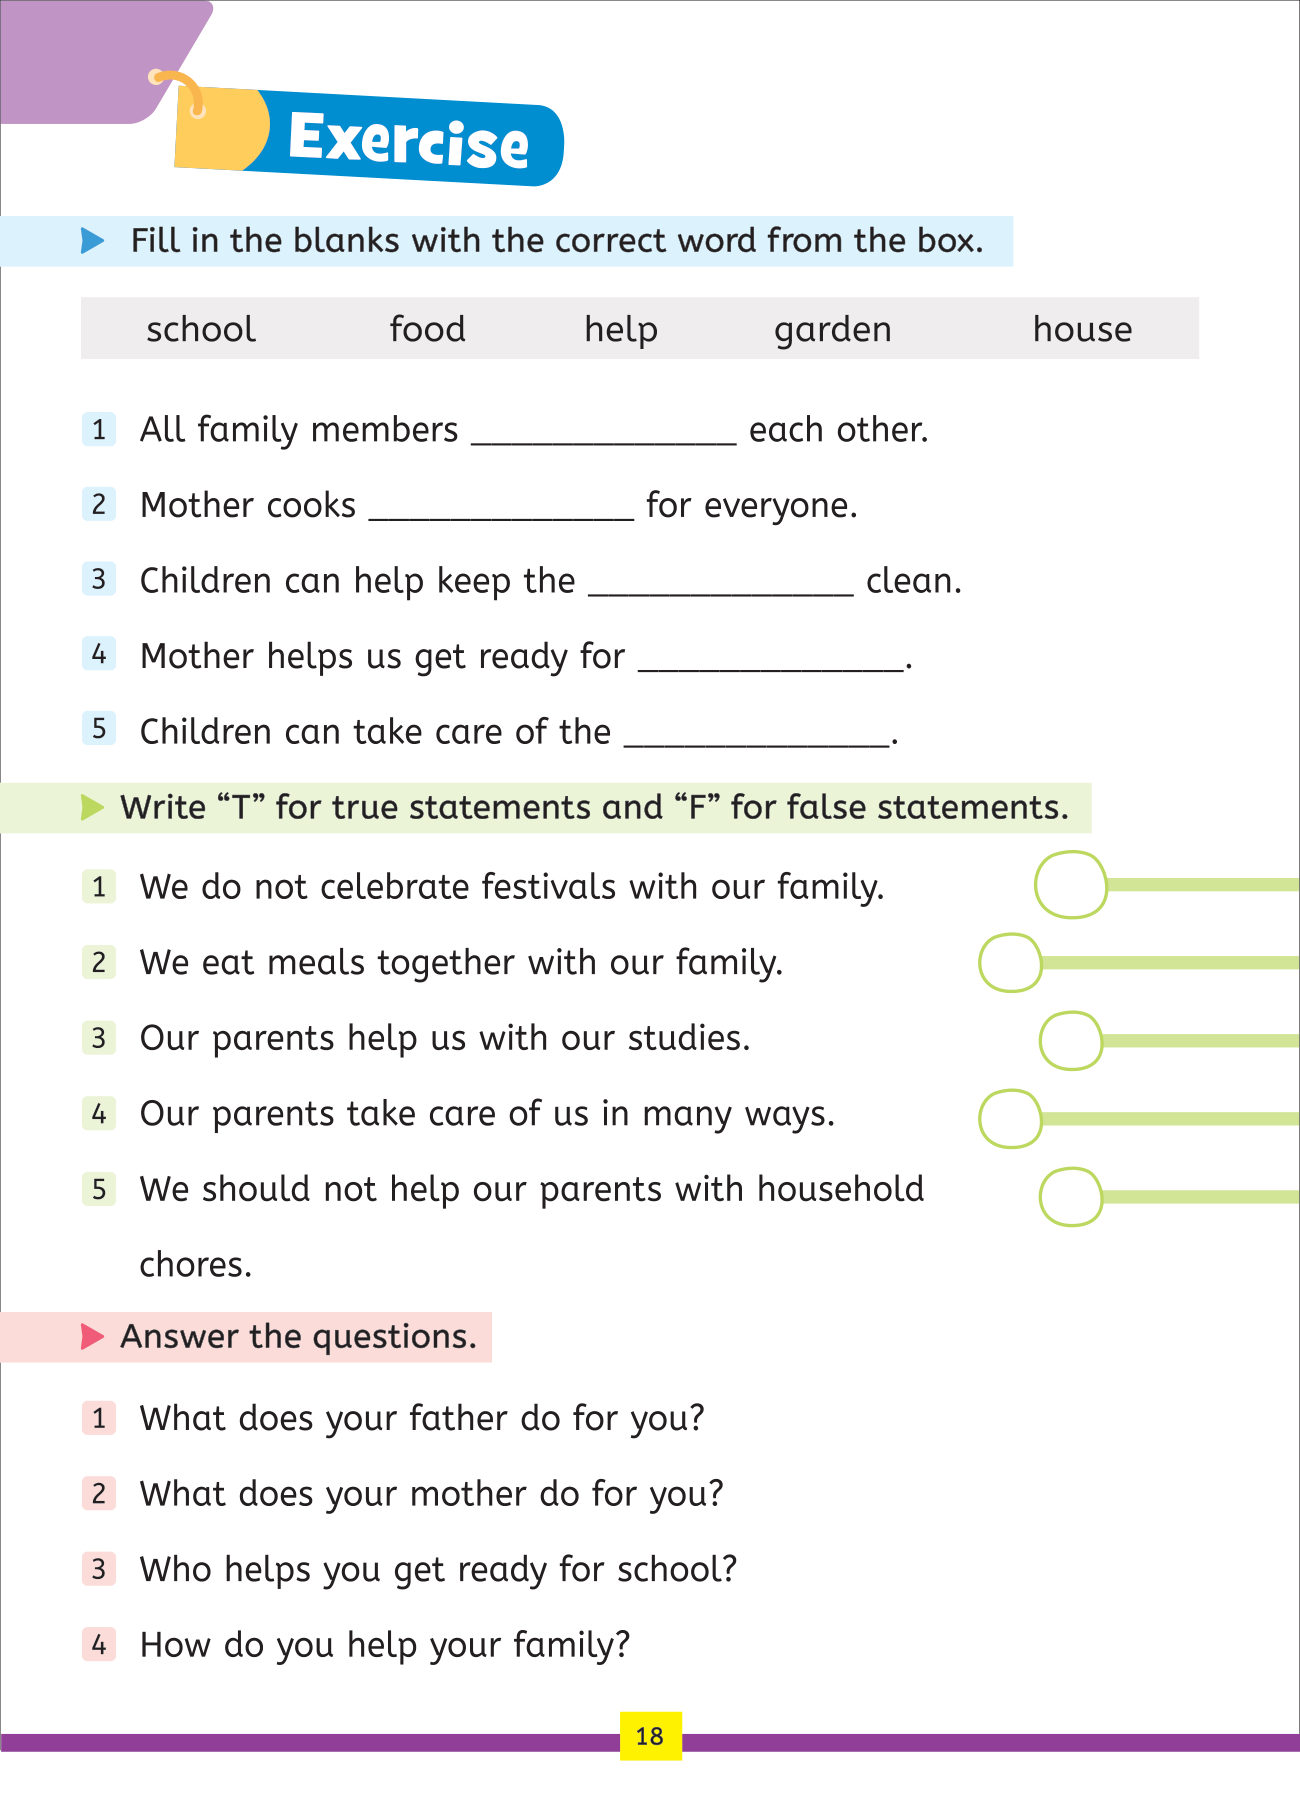 Exercise
Fill in the blanks with the correct word from the box.
school food help garden house
1 All family members ______________ each other.
2 Mother cooks ______________ for everyone.
3 Children can help keep the ______________ clean.
4 Mother helps us get ready for ______________.
5 Children can take care of the ______________.
Write “T” for true statements and “F” for false statements.
1 We do not celebrate festivals with our family.
2 We eat meals together with our family.
3 Our parents help us with our studies.
4 Our parents take care of us in many ways.
5 We should not help our parents with household
chores.
Answer the questions.
1 What does your father do for you?
2 What does your mother do for you?
3 Who helps you get ready for school?
4 How do you help your family?
18